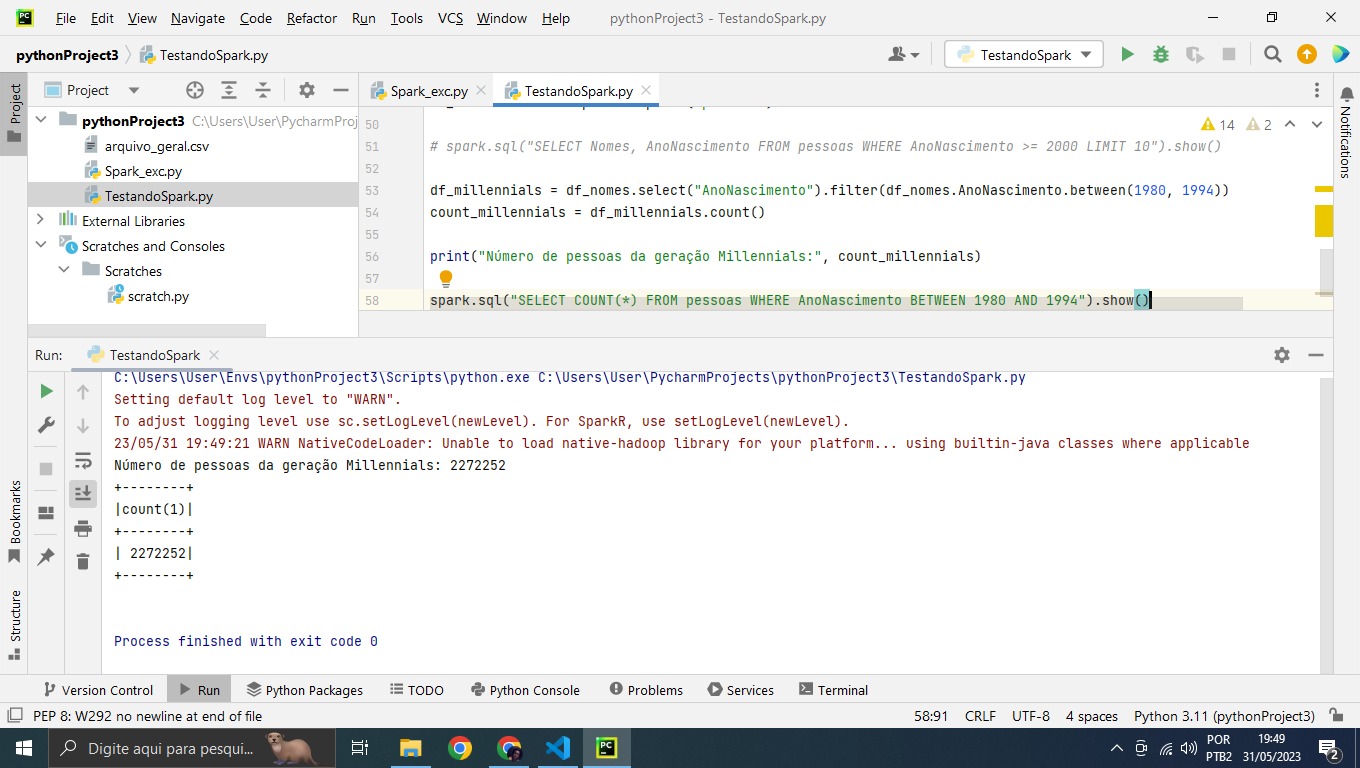 PC File Edit View Navigate Code Refactor Run Tools VCS Window Help pythonProject3 - TestandoSpark.py
pythonProject3 TestandoSpark.py TestandoSpark
Project
Project
pythonProject3 C:\Users\User\PycharmProj
arquivo_geral.csv
Spark_exc.py
TestandoSpark.py
External Libraries
Scratches and Consoles
Scratches
scratch.py
Spark_exc.py TestandoSpark.py
14 2
50
51 # spark.sql("SELECT Nomes, AnoNascimento FROM pessoas WHERE AnoNascimento >= 2000 LIMIT 10").show()
52
53 df_millennials = df_nomes.select("AnoNascimento").filter(df_nomes.AnoNascimento.between(1980, 1994))
54 count_millennials = df_millennials.count()
55
56 print("Número de pessoas da geração Millennials:", count_millennials)
57
58 spark.sql("SELECT COUNT(*) FROM pessoas WHERE AnoNascimento BETWEEN 1980 AND 1994").show()
Notifications
Run: TestandoSpark
C:\Users\User\Envs\pythonProject3\Scripts\python.exe C:\Users\User\PycharmProjects\pythonProject3\TestandoSpark.py
Setting default log level to "WARN".
To adjust logging level use sc.setLogLevel(newLevel). For SparkR, use setLogLevel(newLevel).
23/05/31 19:49:21 WARN NativeCodeLoader: Unable to load native-hadoop library for your platform... using builtin-java classes where applicable
Número de pessoas da geração Millennials: 2272252
+--------+
|count(1)|
+--------+
| 2272252|
+--------+
Process finished with exit code 0
Bookmarks
Structure
Version Control Run Python Packages TODO Python Console Problems Services Terminal
PEP 8: W292 no newline at end of file 58:91 CRLF UTF-8 4 spaces Python 3.11 (pythonProject3)
Digite aqui para pesqui... PC POR 19:49
PTB2 31/05/2023 2